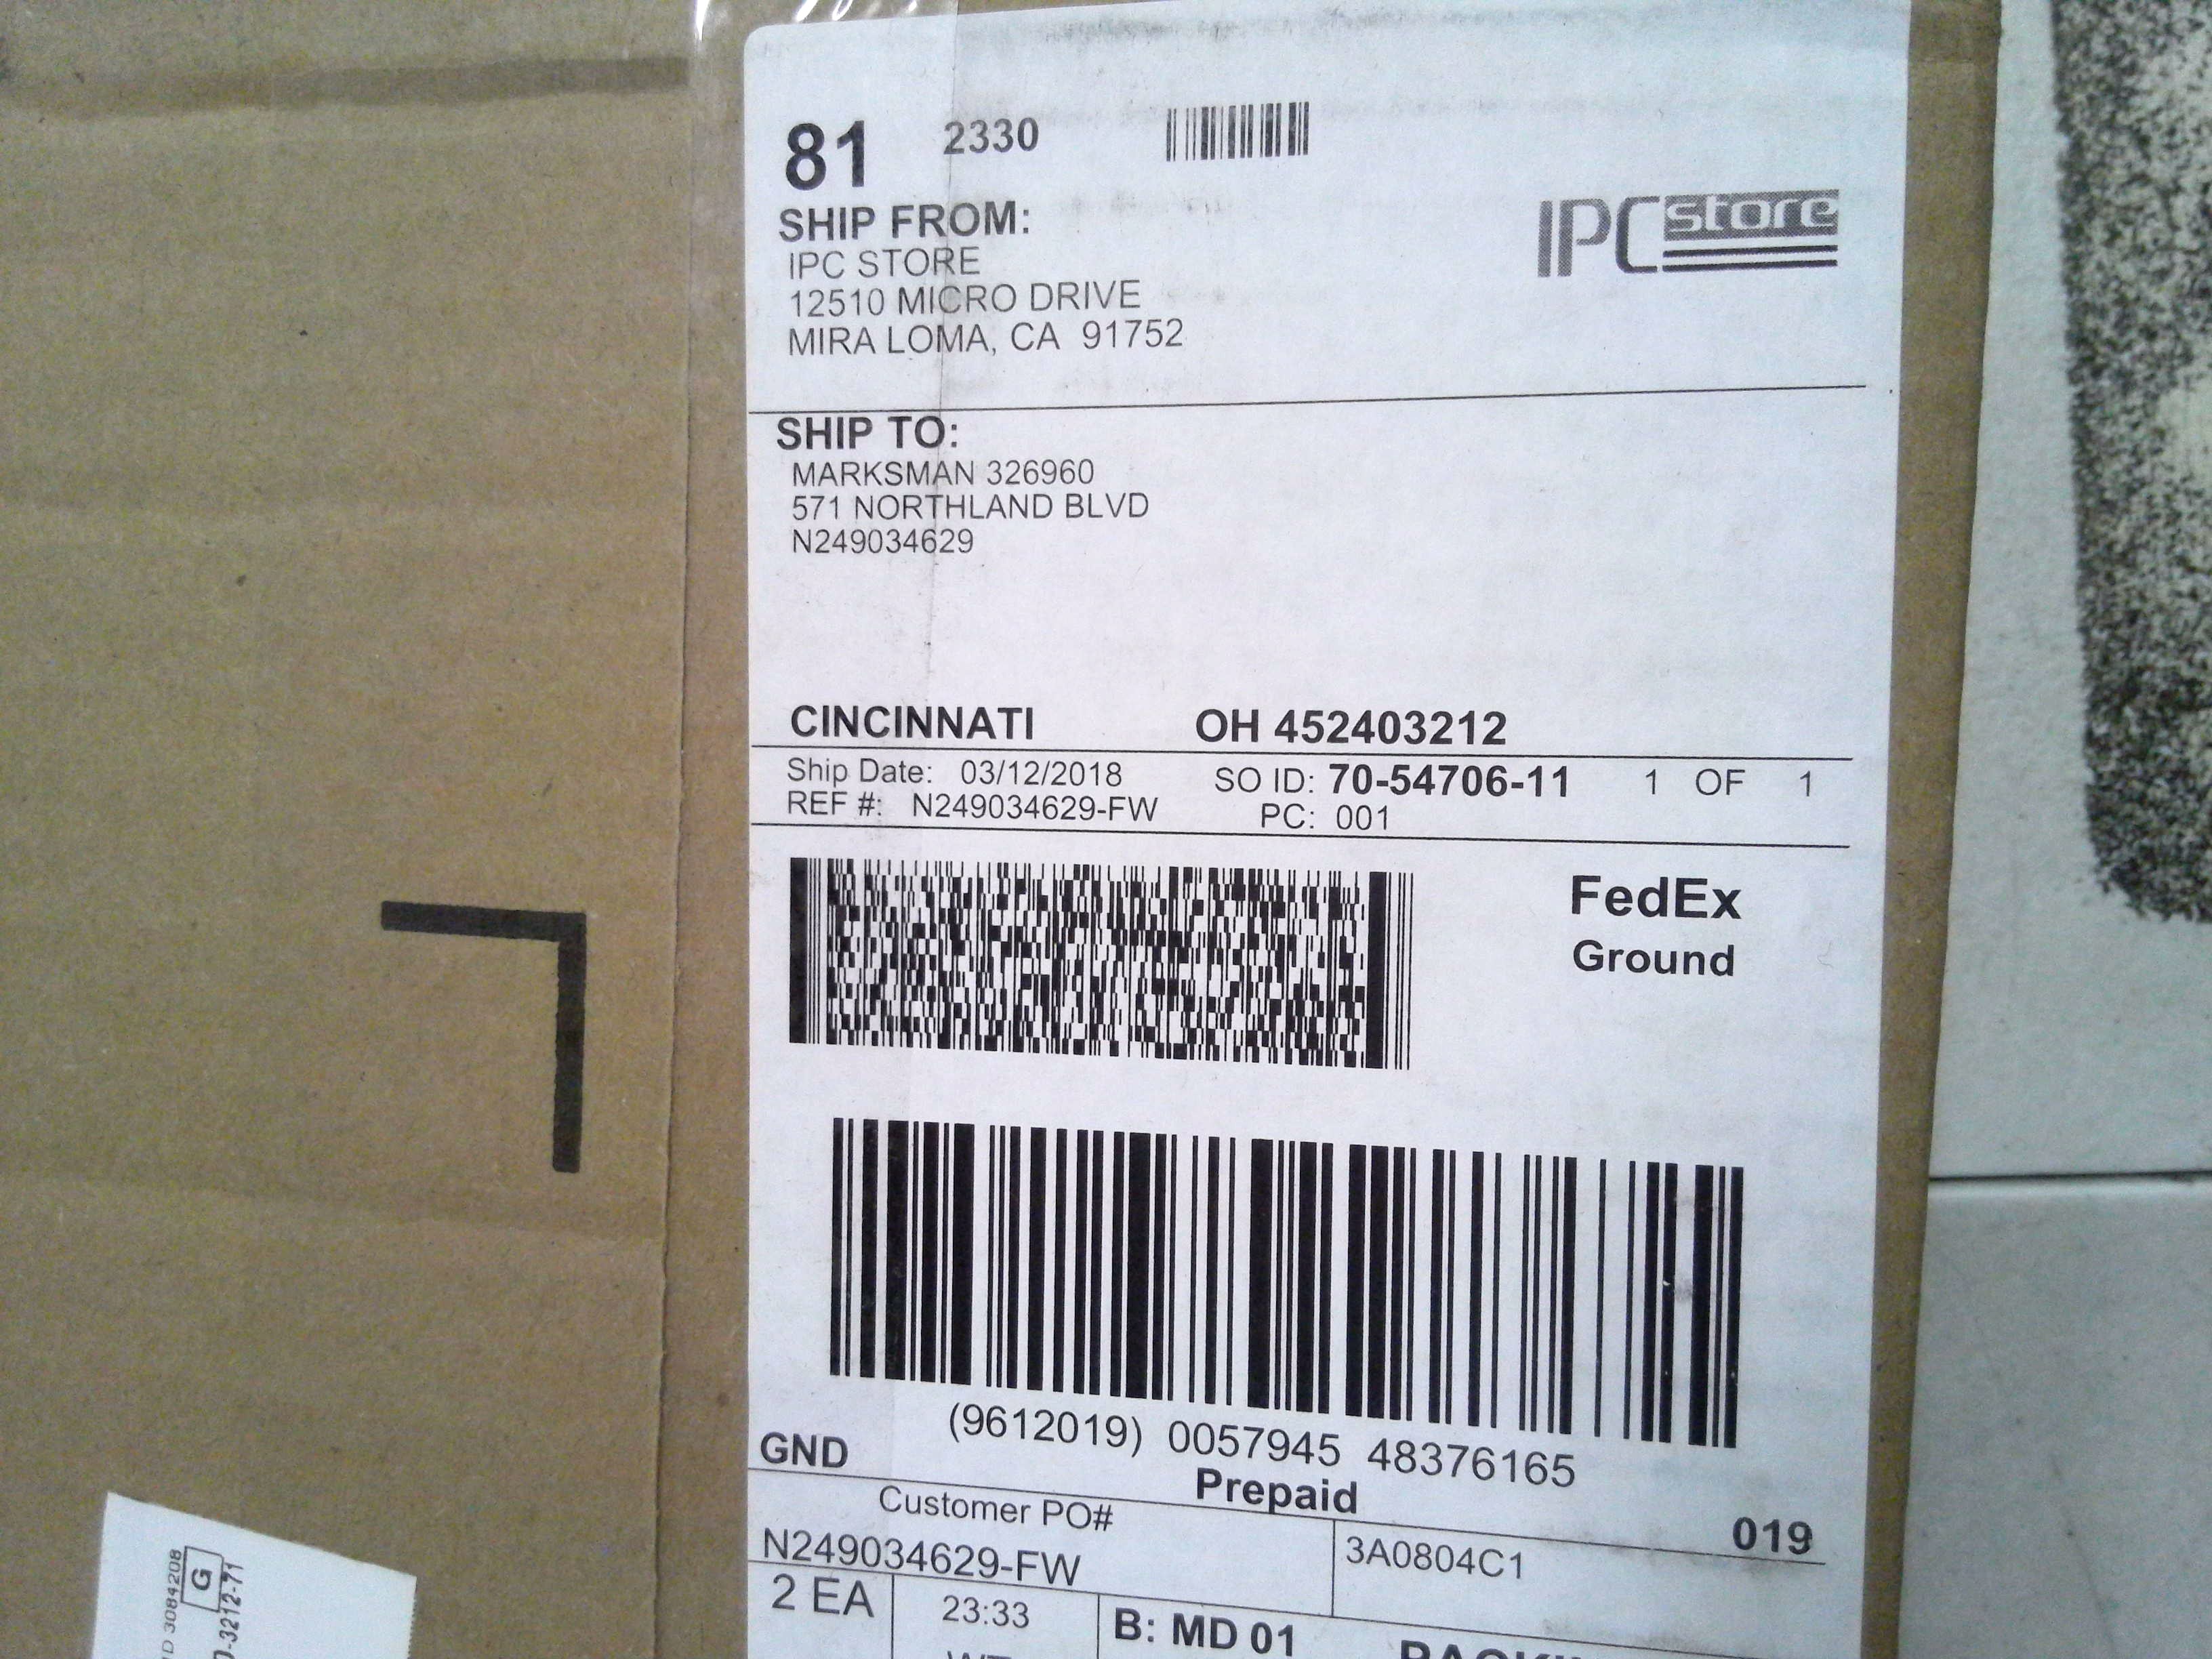 81 2330
SHIP FROM:
IPC STORE
12510 MICRO DRIVE
MIRA LOMA, CA 91752
IPC store
SHIP TO:
MARKSMAN 326960
571 NORTHLAND BLVD
N249034629
CINCINNATI OH 452403212
Ship Date: 03/12/2018 SO ID: 70-54706-11 1 OF 1
REF #: N249034629-FW PC: 001
FedEx
Ground
(9612019) 0057945 48376165
GND Prepaid 019
Customer PO#
N249034629-FW 3A0804C1
2 EA 23:33 B: MD 01
D 3084208
G
-3212-71